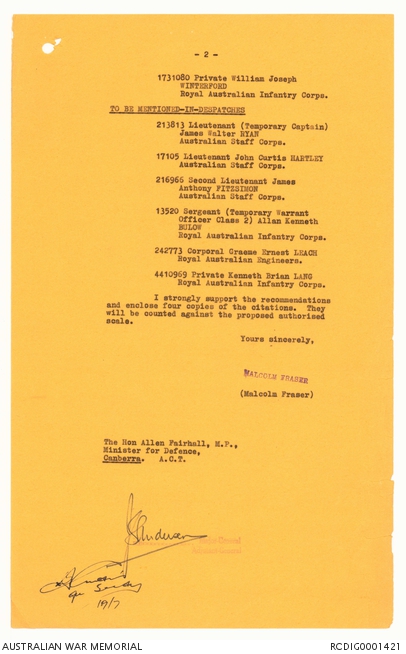 - 2 -
1731080 Private William Joseph
WINTERFORD
Royal Australian Infantry Corps.
TO BE MENTIONED-IN-DESPATCHES
213813 Lieutenant (Temporary Captain)
James Walter RYAN
Australian Staff Corps.
17105 Lieutenant John Curtis HARTLEY
Australian Staff Corps.
216966 Second Lieutenant James
Anthony FITZSIMON
Australian Staff Corps.
13520 Sergeant (Temporary Warrant
Officer Class 2) Allan Kenneth
BULOW
Royal Australian Infantry Corps.
242773 Corporal Graeme Ernest LEACH
Royal Australian Engineers.
4410969 Private Kenneth Brian LANG
Royal Australian Infantry Corps.
I strongly support the recommendations
and enclose four copies of the citations. They
will be counted against the proposed authorised
scale.
Yours sincerely,
MALCOLM FRASER
(Malcolm Fraser)
The Hon Allen Fairhall, M.P.,
Minister for Defence,
Canberra. A.C.T.
General
19/7
AUSTRALIAN WAR MEMORIAL
RCDIG0001421